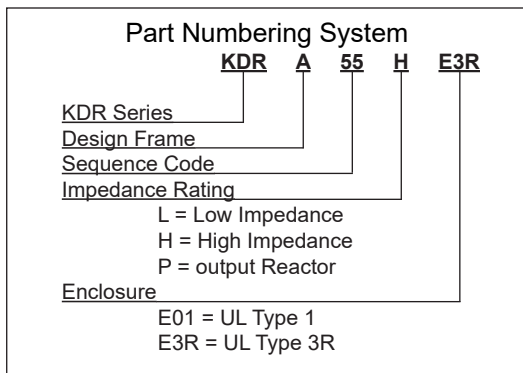 Part Numbering System
KDR A 55 H E3R
KDR Series
Design Frame
Sequence Code
Impedance Rating
L = Low Impedance
H = High Impedance
P = output Reactor
Enclosure
E01 = UL Type 1
E3R = UL Type 3R